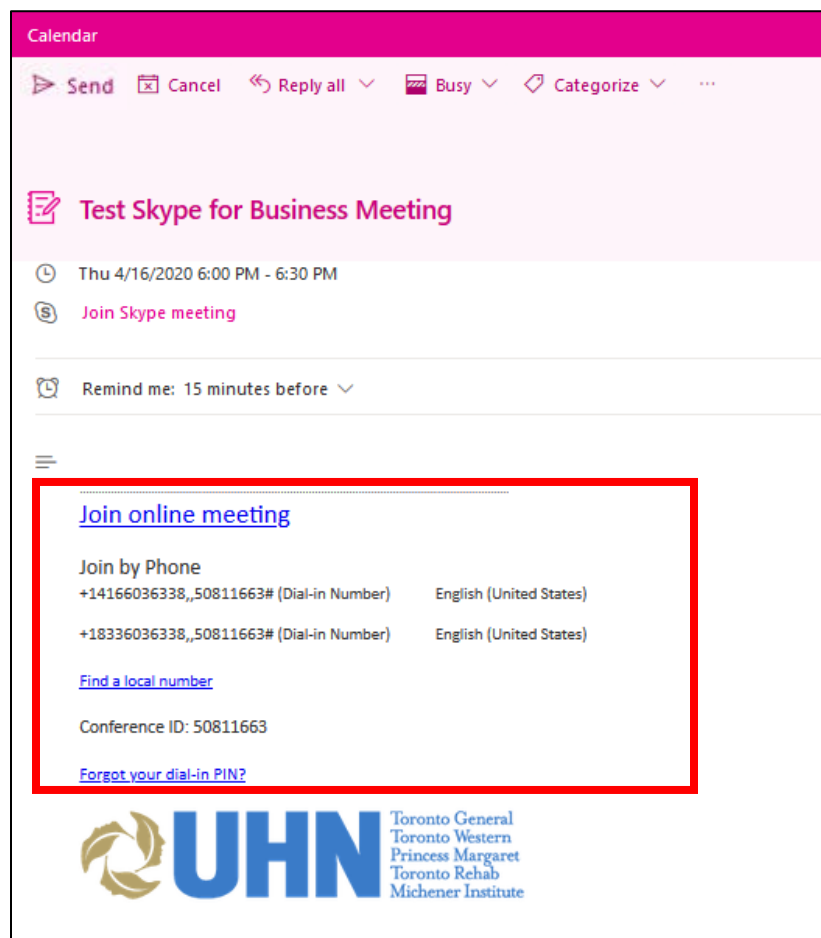 Calendar
Send Cancel Reply all Busy Categorize ...
Test Skype for Business Meeting
Thu 4/16/2020 6:00 PM - 6:30 PM
S Join Skype meeting
Remind me: 15 minutes before
Join online meeting
Join by Phone
+14166036338,,50811663# (Dial-in Number) English (United States)
+18336036338,,50811663# (Dial-in Number) English (United States)
Find a local number
Conference ID: 50811663
Forgot your dial-in PIN?
UHN
Toronto General
Toronto Western
Princess Margaret
Toronto Rehab
Michener Institute